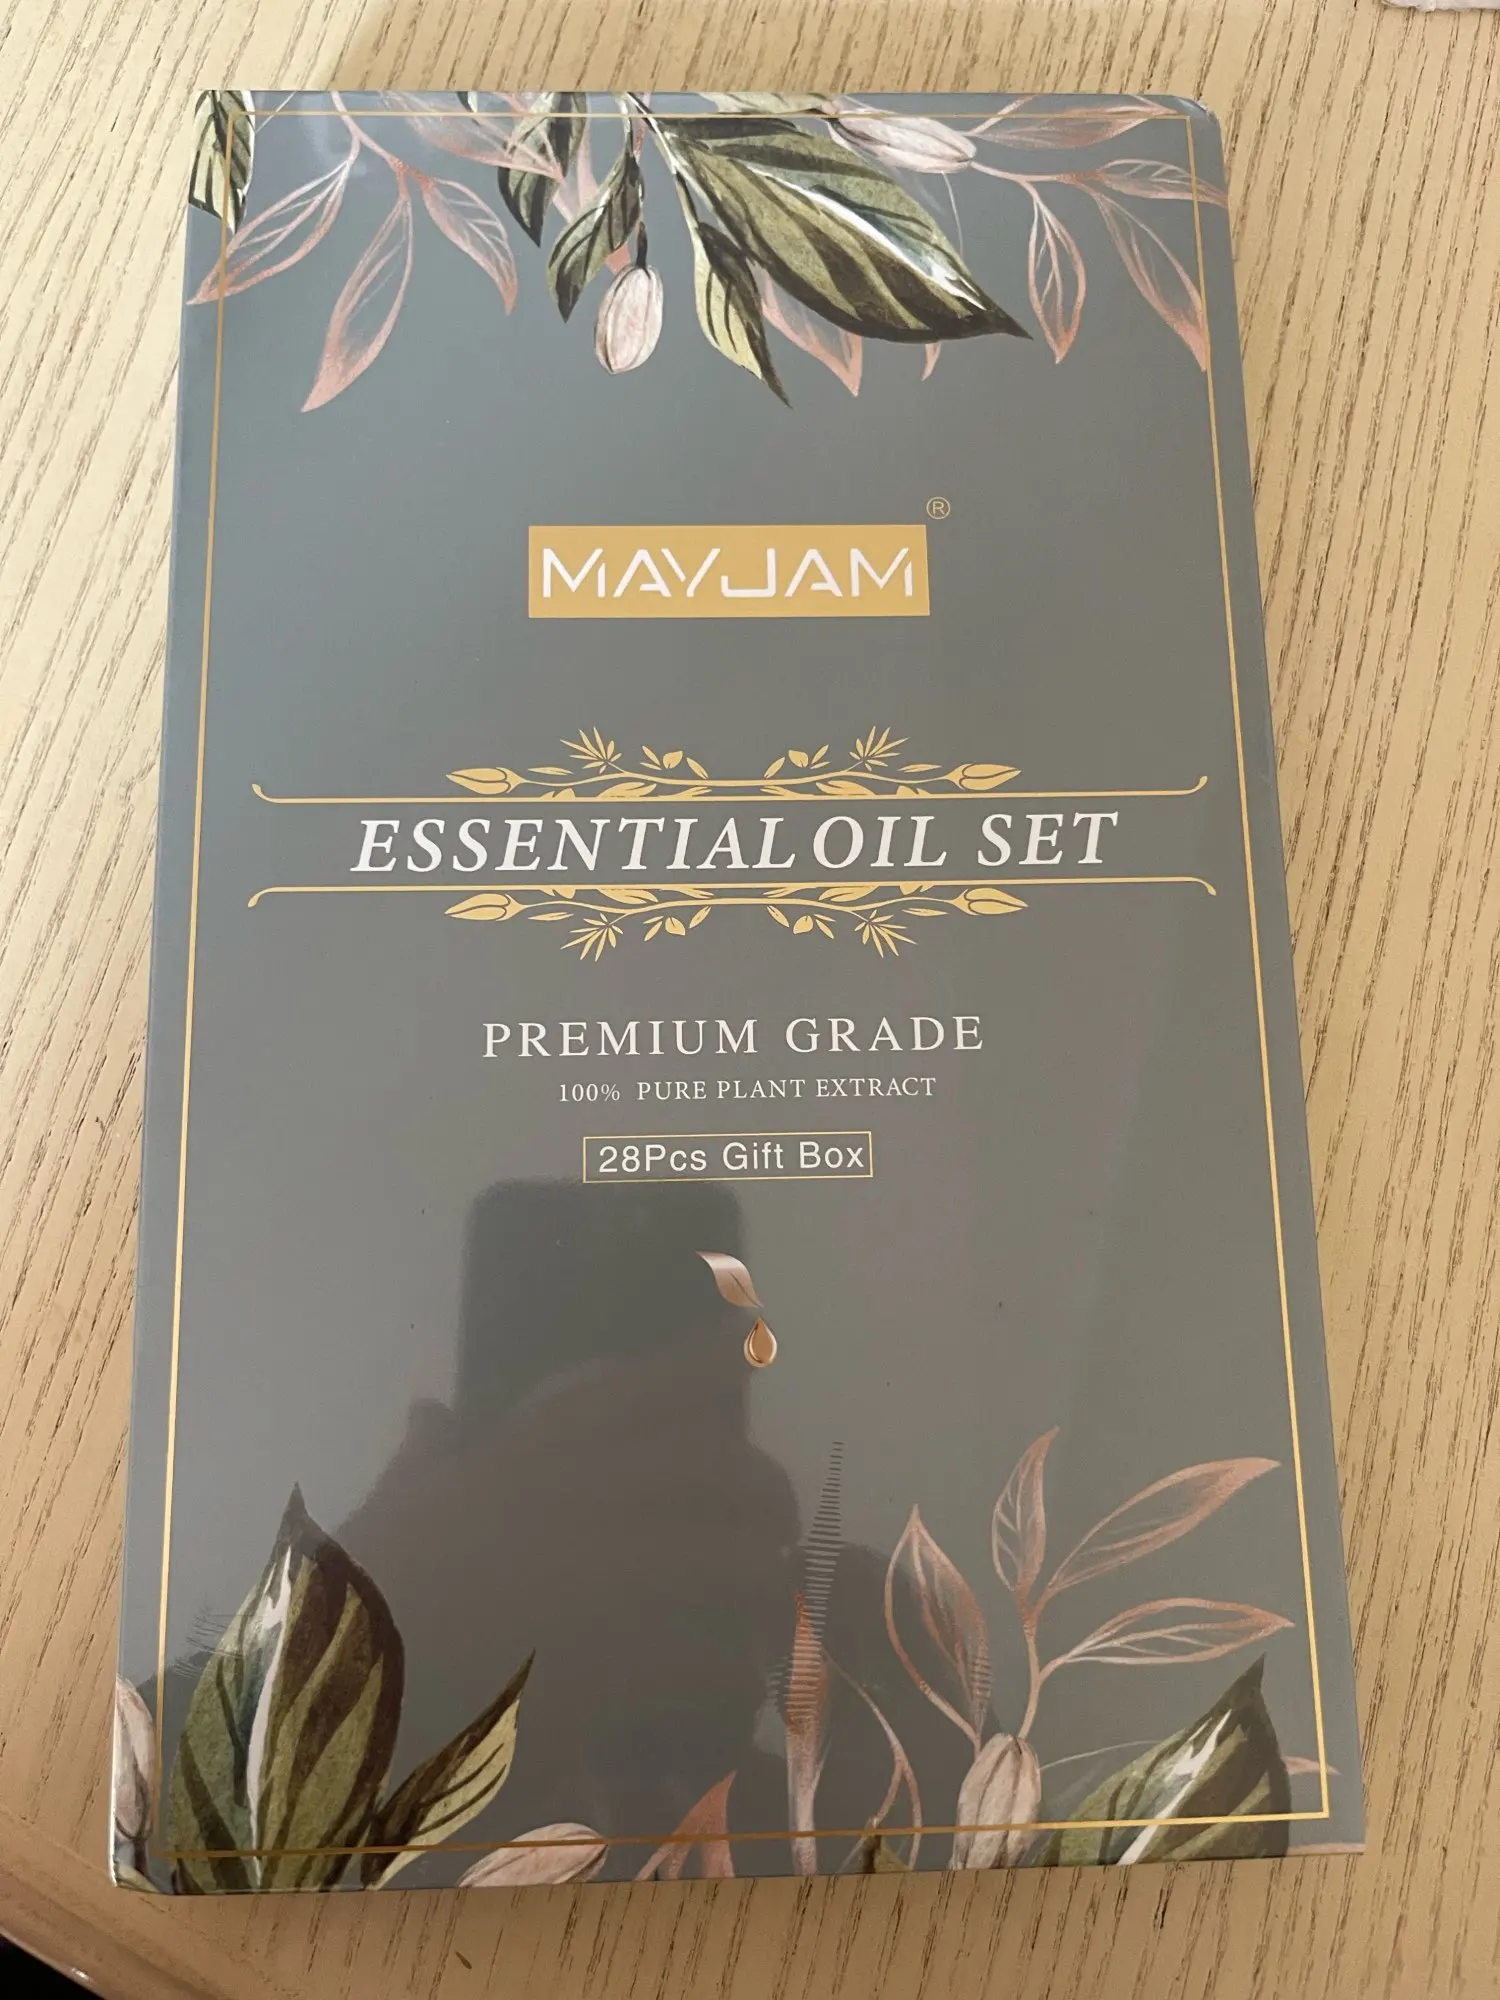 MAYJAM®
ESSENTIAL OIL SET
PREMIUM GRADE
100% PURE PLANT EXTRACT
28Pcs Gift Box